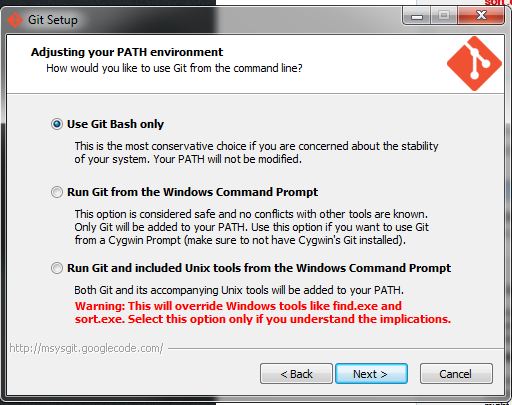 Git Setup
Adjusting your PATH environment
How would you like to use Git from the command line?
Use Git Bash only
This is the most conservative choice if you are concerned about the stability
of your system. Your PATH will not be modified.
Run Git from the Windows Command Prompt
This option is considered safe and no conflicts with other tools are known.
Only Git will be added to your PATH. Use this option if you want to use Git
from a Cygwin Prompt (make sure to not have Cygwin's Git installed).
Run Git and included Unix tools from the Windows Command Prompt
Both Git and its accompanying Unix tools will be added to your PATH.
Warning: This will override Windows tools like find.exe and
sort.exe. Select this option only if you understand the implications.
http://msysgit.googlecode.com/
< Back
Next >
Cancel